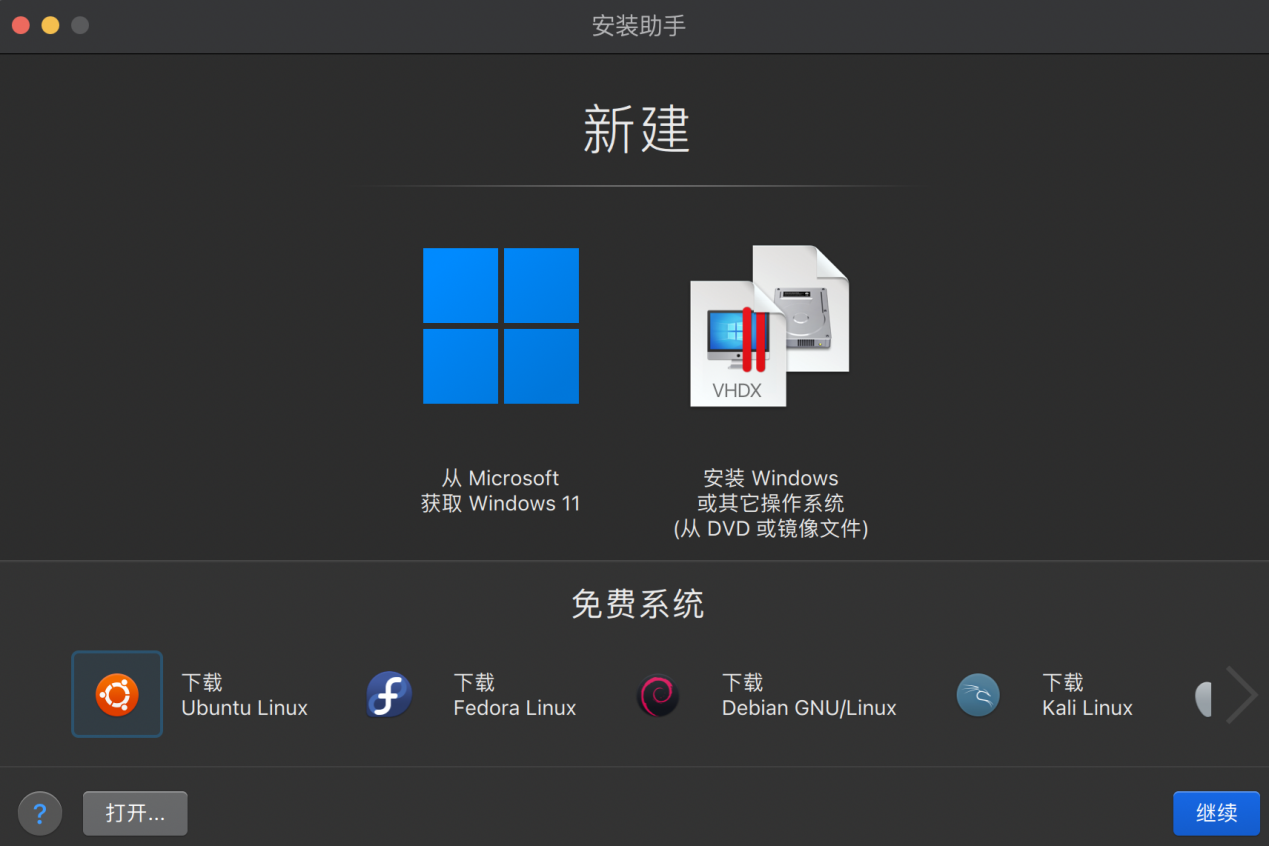 安装助手
新建
VHDX
从 Microsoft
获取 Windows 11
安装 Windows
或其它操作系统
(从 DVD 或镜像文件)
免费系统
下载
Ubuntu Linux
下载
Fedora Linux
下载
Debian GNU/Linux
下载
Kali Linux
?
打开...
继续